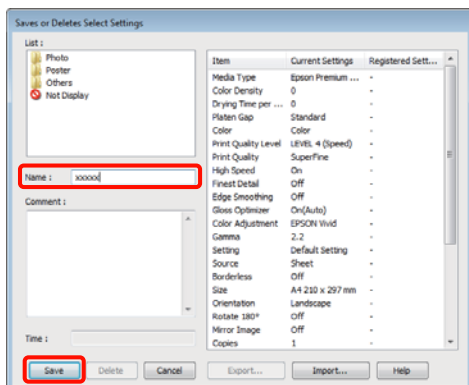 Saves or Deletes Select Settings
List :
Photo
Poster
Others
Not Display
Name : xxxxx
Comment :
Time :
Item Current Settings Registered Sett...
Media Type Epson Premium ... -
Color Density 0 -
Drying Time per ... 0 -
Platen Gap Standard -
Color Color -
Print Quality Level LEVEL 4 (Speed) -
Print Quality SuperFine -
High Speed On -
Finest Detail Off -
Edge Smoothing Off -
Gloss Optimizer On(Auto) -
Color Adjustment EPSON Vivid -
Gamma 2.2 -
Setting Default Setting -
Source Sheet -
Borderless Off -
Size A4 210 x 297 mm -
Orientation Landscape -
Rotate 180° Off -
Mirror Image Off -
Copies 1 -
Save Delete Cancel Export... Import... Help